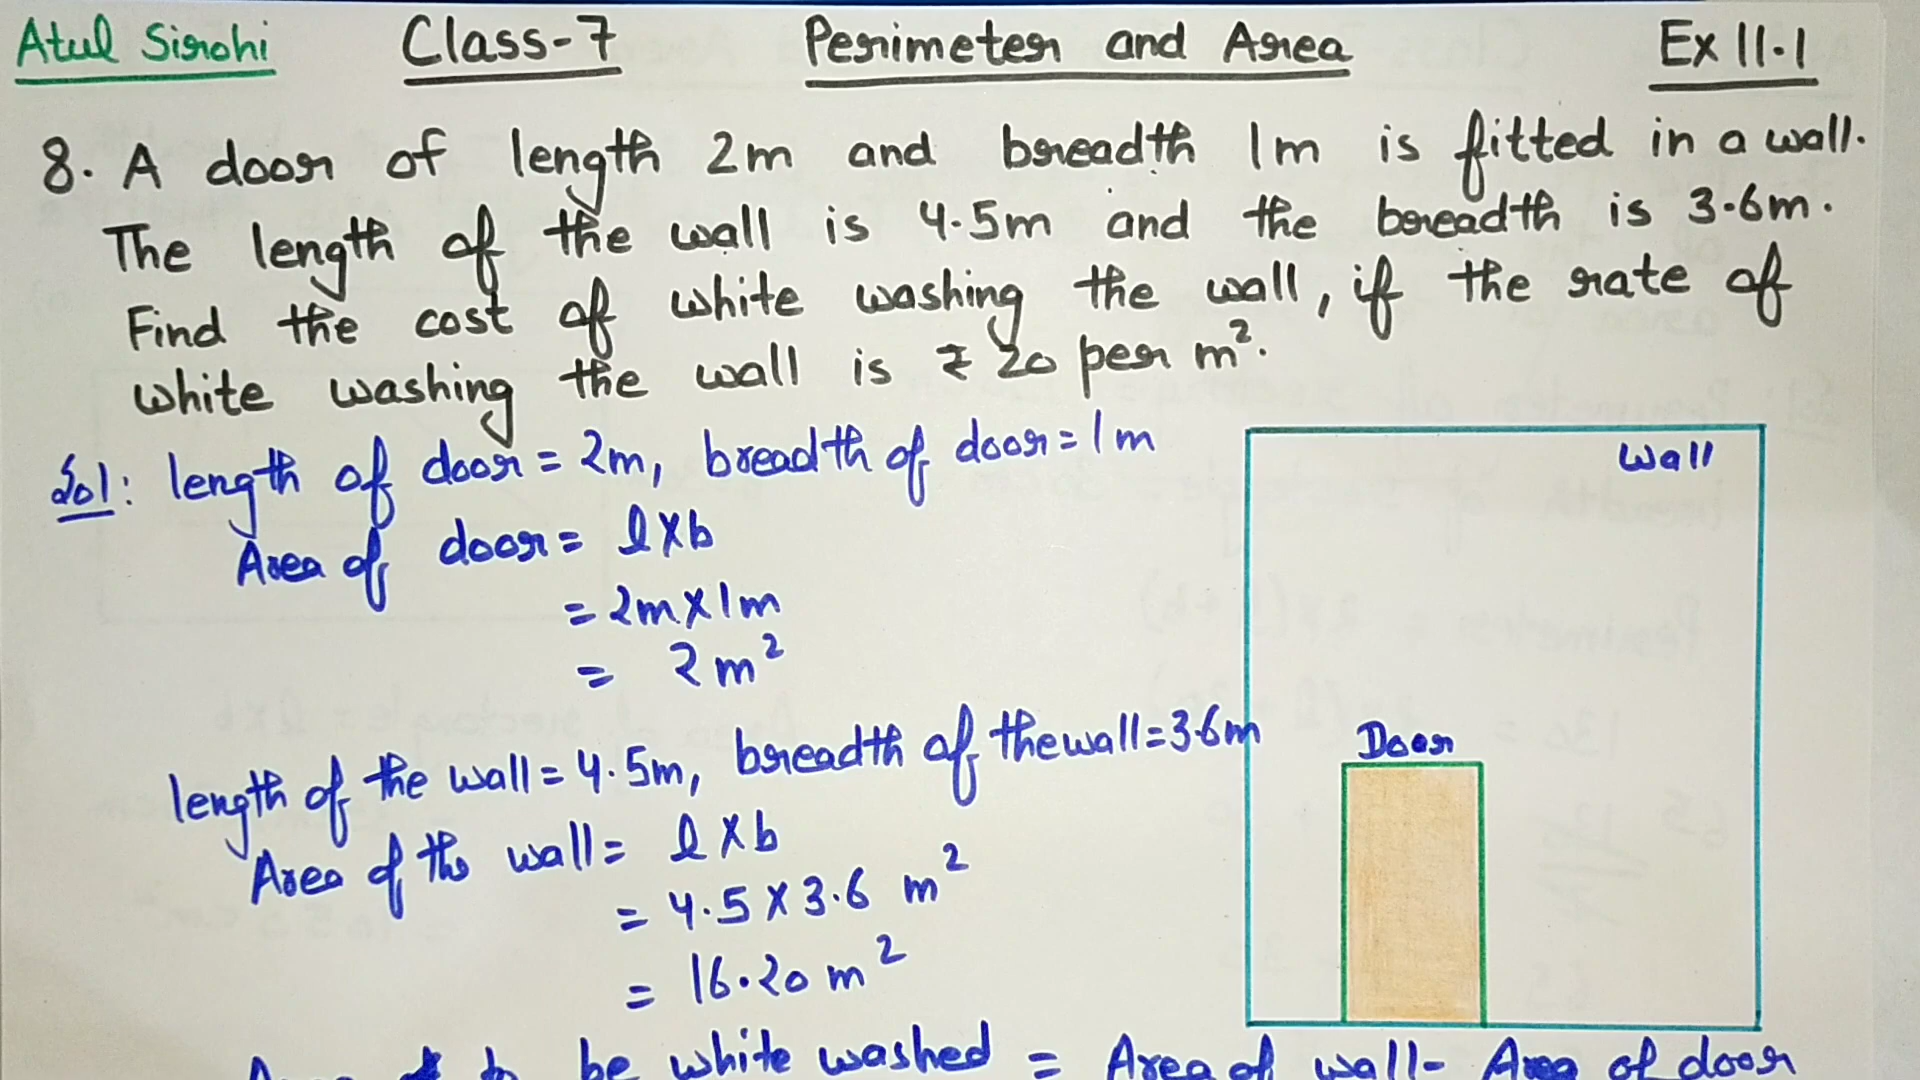 Atul Sirohi Class-7 Perimeter and Area Ex 11.1
8. A door of length 2m and breadth 1m is fitted in a wall.
The length of the wall is 4.5m and the breadth is 3.6m.
Find the cost of white washing the wall, if the rate of
white washing the wall is ₹ 20 per m².
Sol: length of door = 2m, breadth of door = 1m
Area of door = l×b
= 2m×1m
= 2m²
length of the wall = 4.5m, breadth of the wall = 3.6m
Area of the wall = l×b
= 4.5×3.6 m²
= 16.20 m²
Wall
Door
to be white washed = Area of wall - Area of door